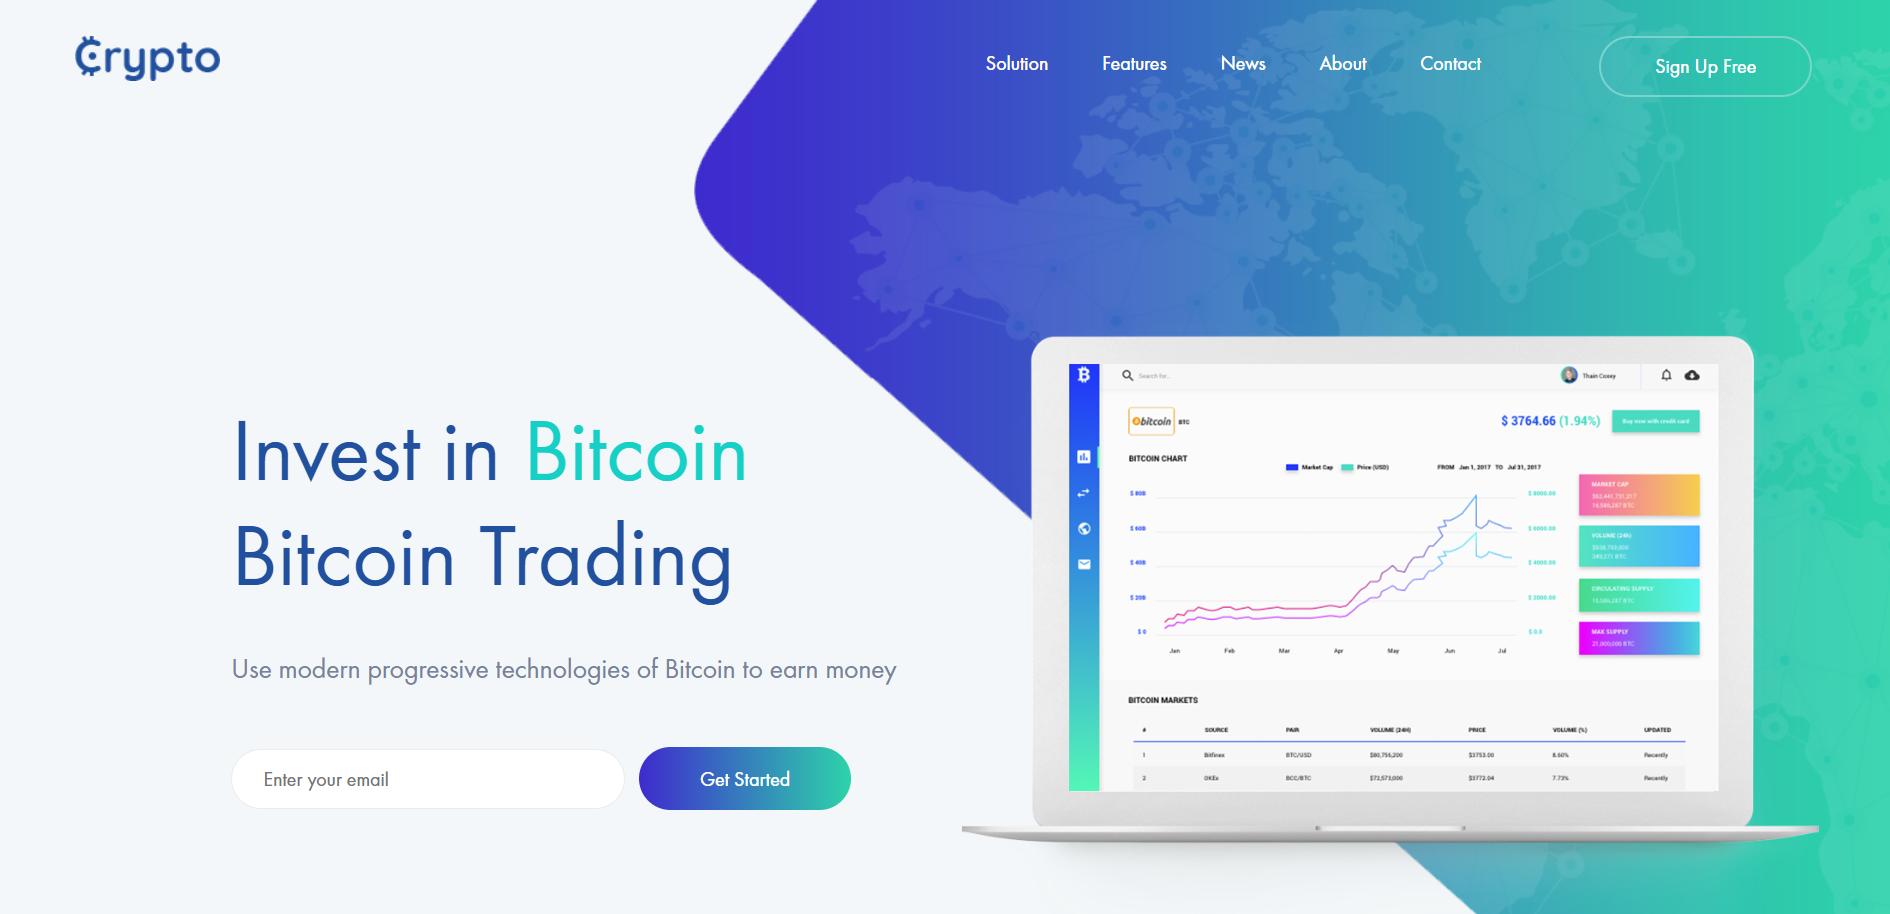 Crypto
Solution
Features
News
About
Contact
Sign Up Free
Invest in Bitcoin
Bitcoin Trading
Use modern progressive technologies of Bitcoin to earn money
Enter your email
Get Started
Search for...
Thain Coxey
bitcoin BTC
$ 3764.66 (1.94%)
Buy now with credit card
BITCOIN CHART
Market Cap
Price (USD)
FROM Jan 1, 2017 TO Jul 31, 2017
$ 80B
$ 60B
$ 40B
$ 20B
$ 0
$ 8000.00
$ 6000.00
$ 4000.00
$ 2000.00
$ 0.0
Jan Feb Mar Apr May Jun Jul
MARKET CAP
$62,441,731,217
16,586,287 BTC
VOLUME (24H)
349,271 BTC
CIRCULATING SUPPLY
16,586,287 BTC
MAX SUPPLY
21,000,000 BTC
BITCOIN MARKETS
# SOURCE PAIR VOLUME (24H) PRICE VOLUME (%) UPDATED
1 Bitfinex BTC/USD $80,756,200 $3753.00 8.60% Recently
2 OKEx BCC/BTC $72,573,000 $3772.04 7.73% Recently